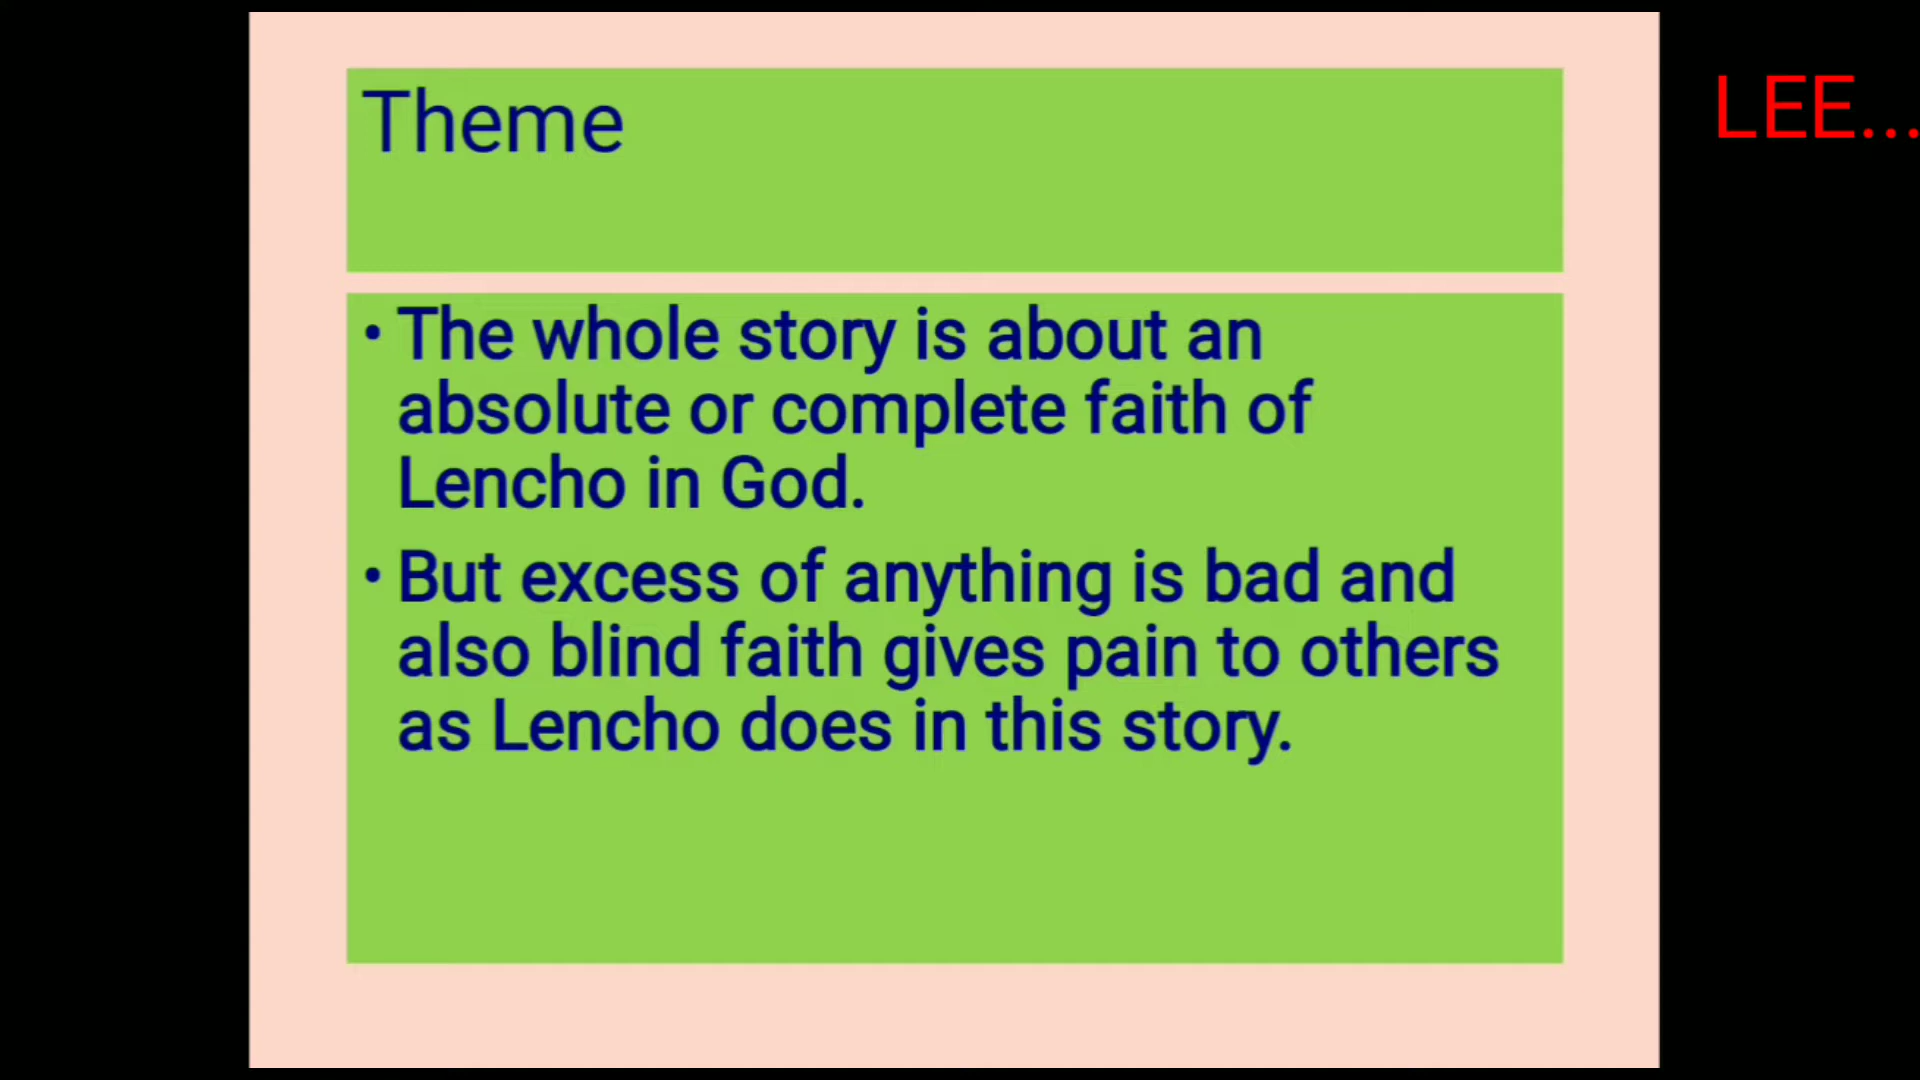 Theme
LEE...
• The whole story is about an
absolute or complete faith of
Lencho in God.
• But excess of anything is bad and
also blind faith gives pain to others
as Lencho does in this story.